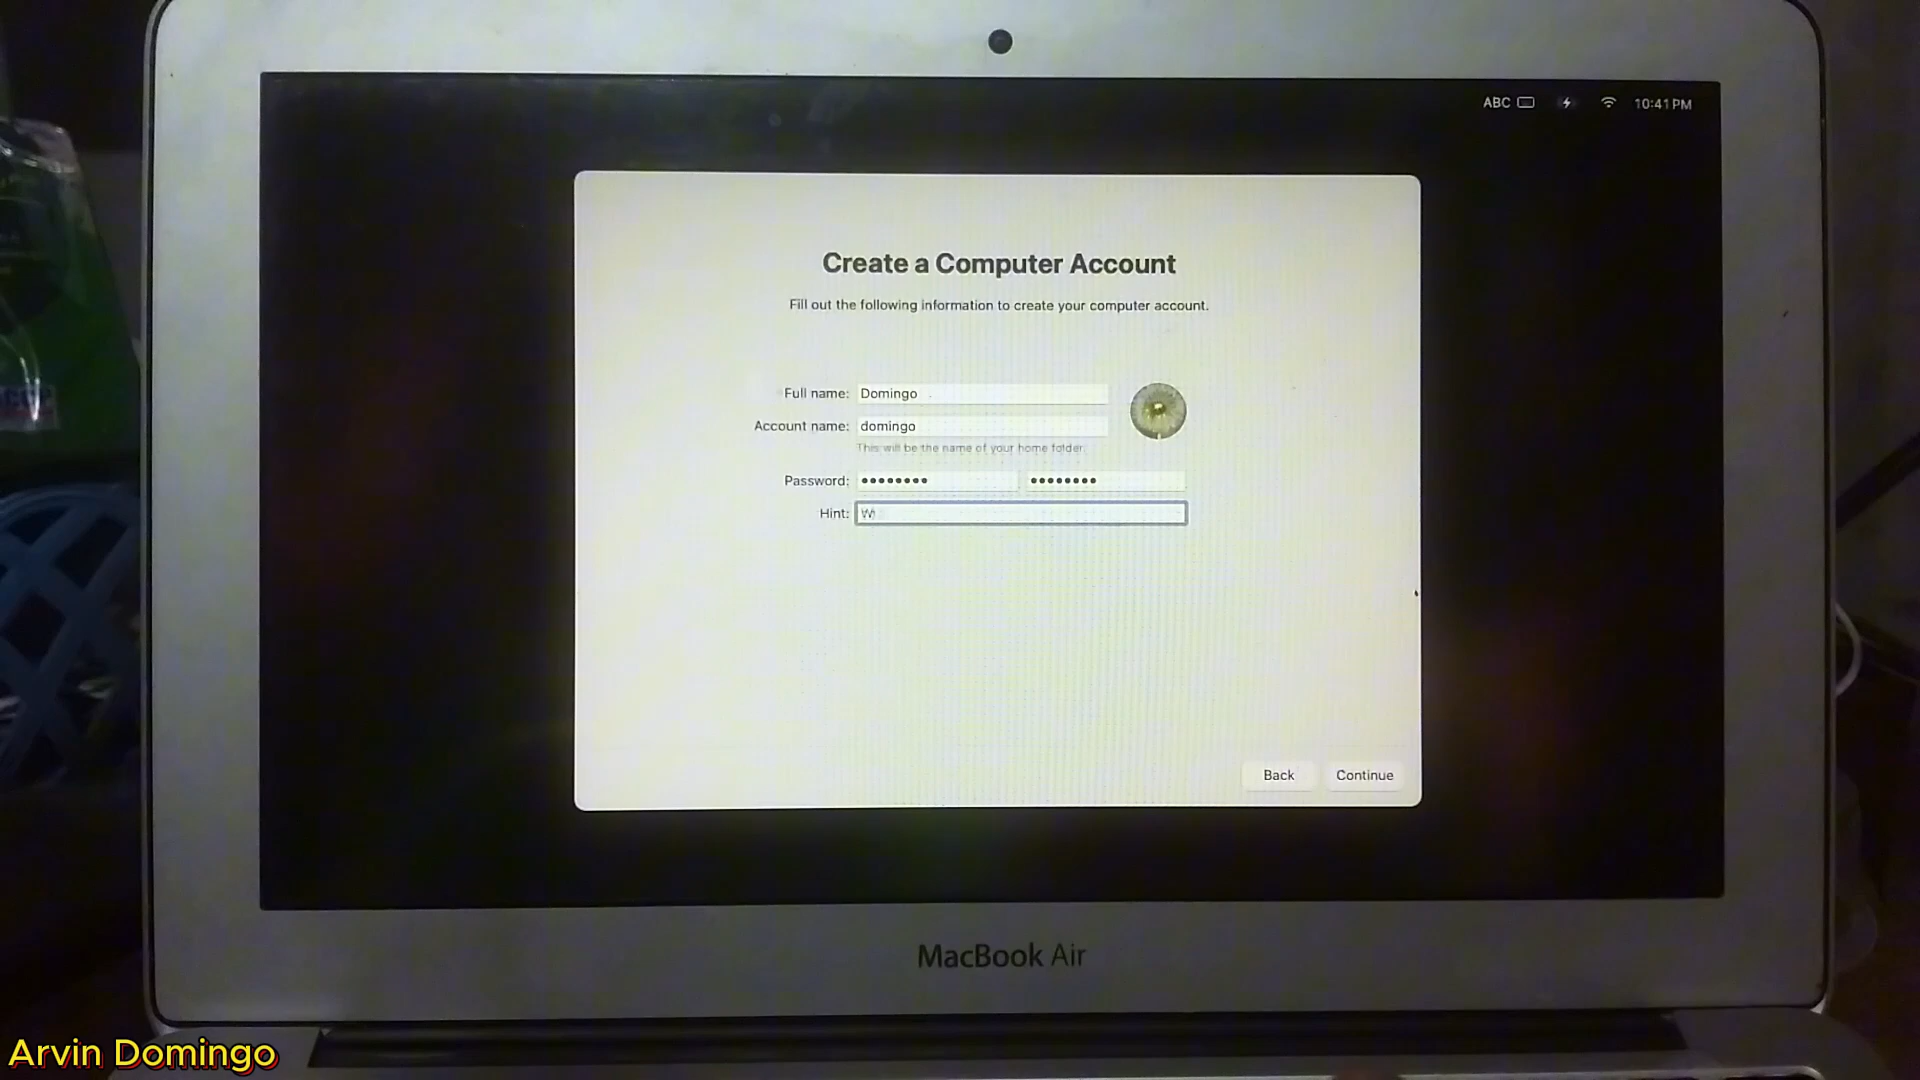 ABC 10:41 PM
Create a Computer Account
Fill out the following information to create your computer account.
Full name: Domingo
Account name: domingo
This will be the name of your home folder.
Password: •••••••• ••••••••
Hint:
Back Continue
MacBook Air
Arvin Domingo